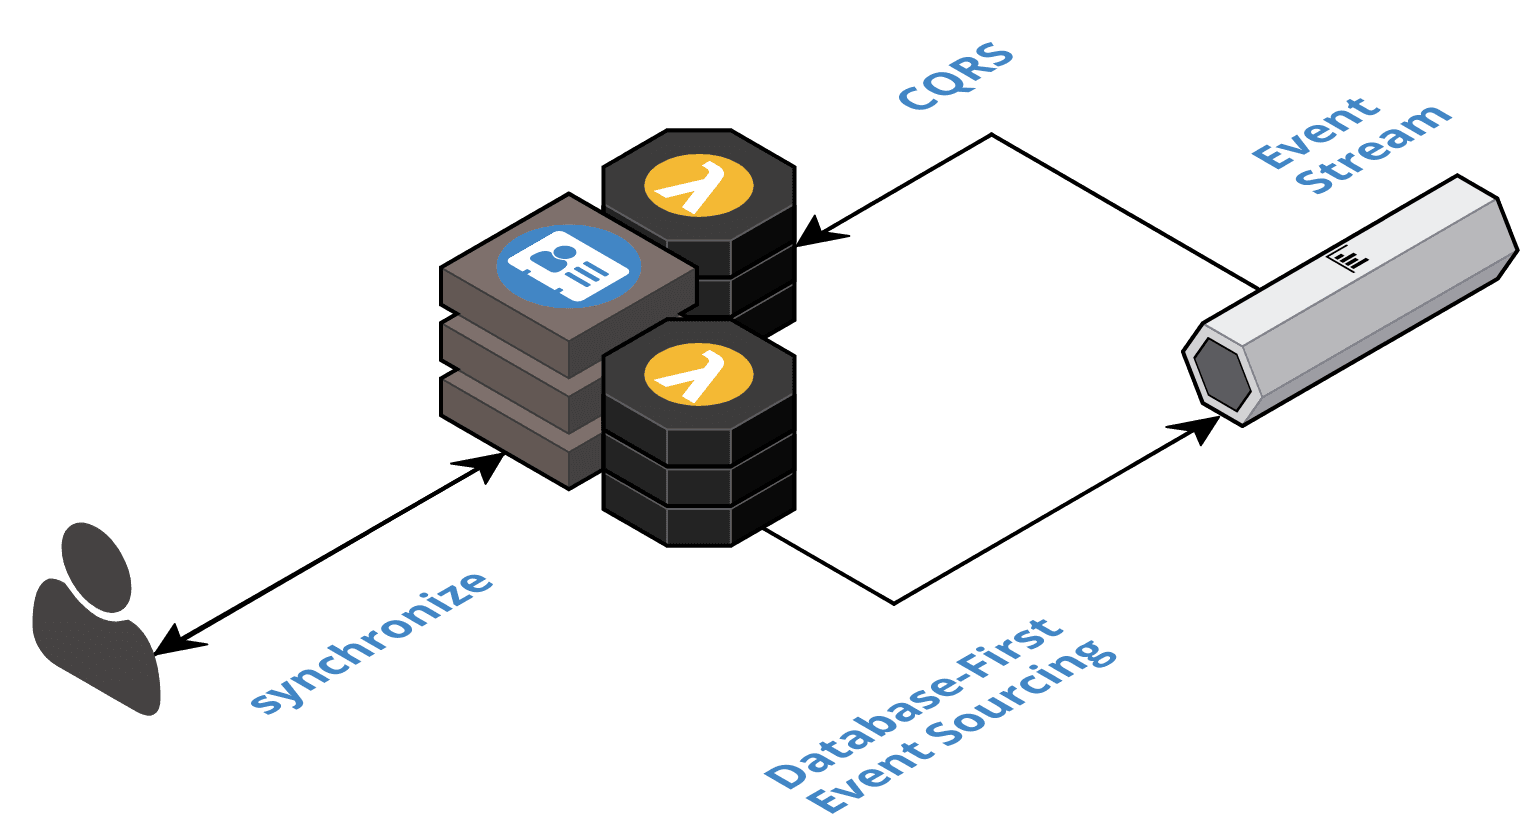 CQRS
Event
Stream
synchronize
Database-First
Event Sourcing